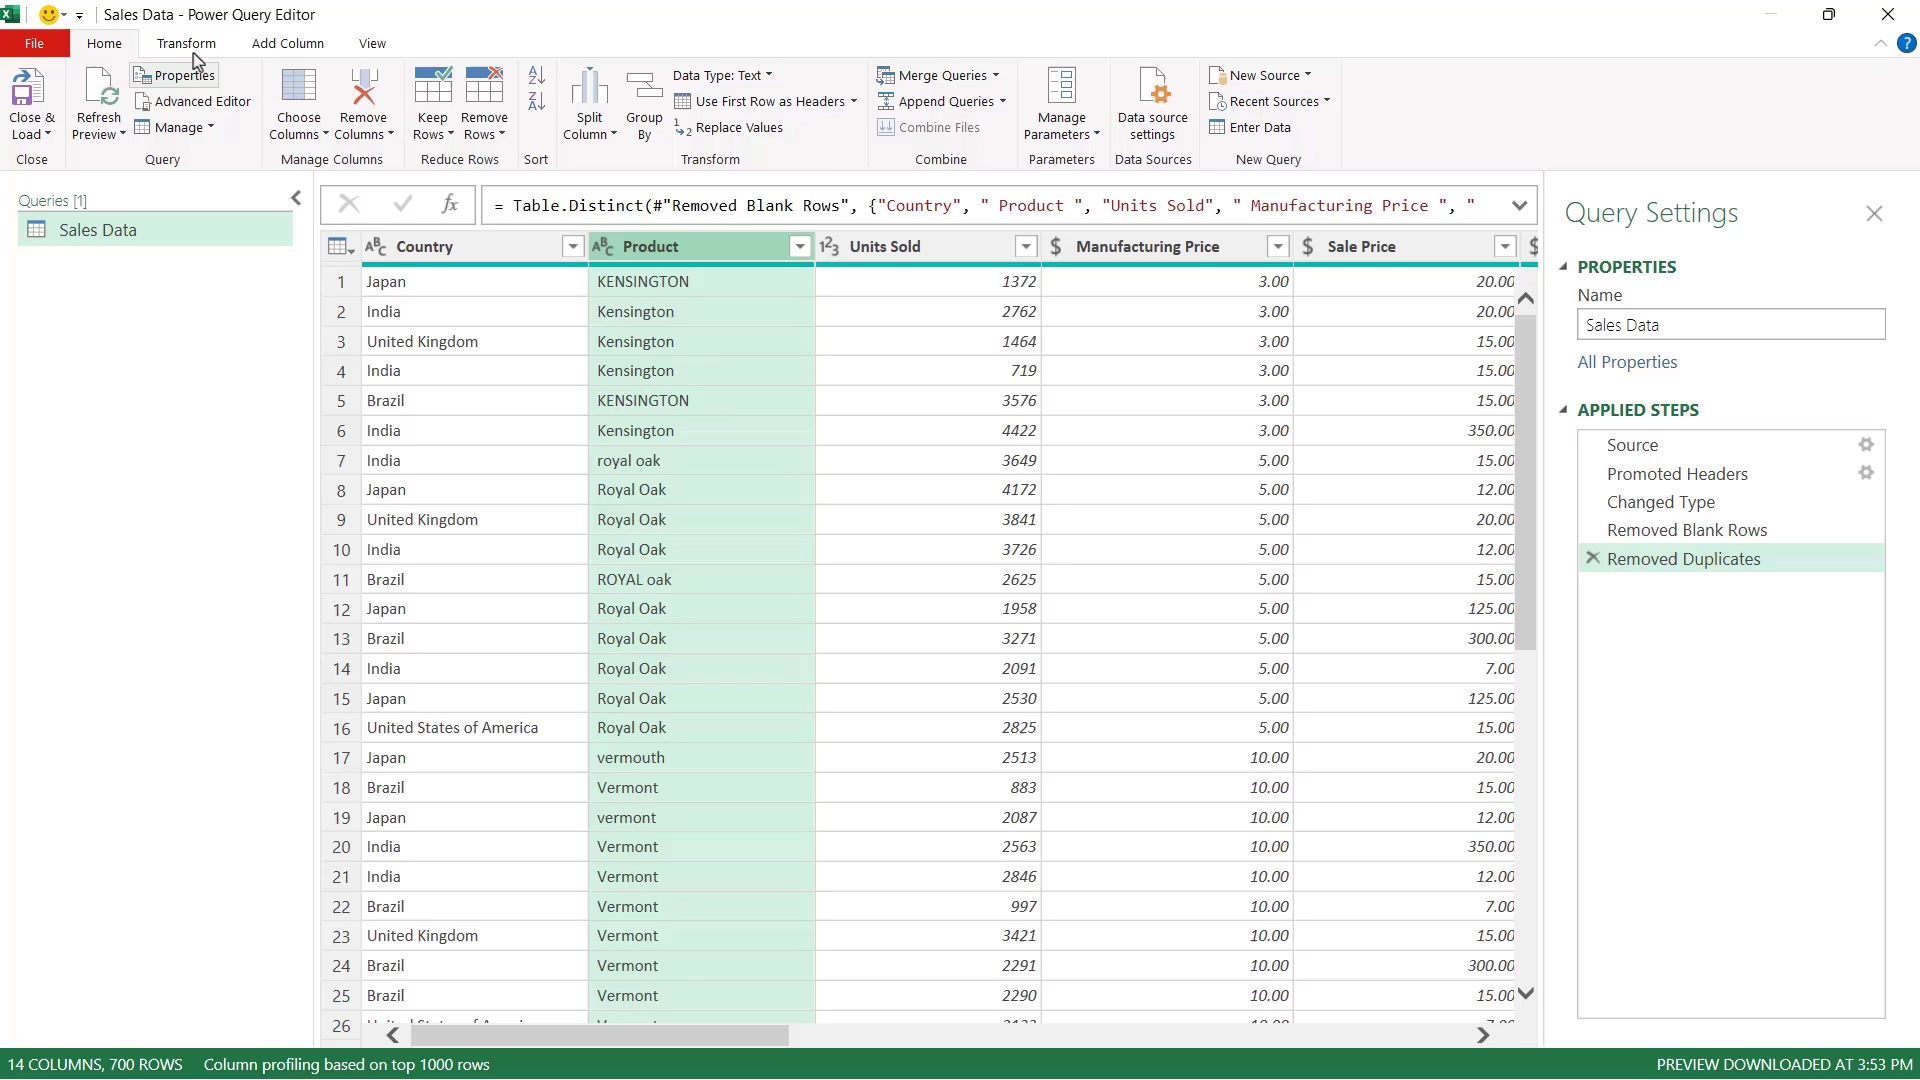 Sales Data - Power Query Editor
File Home Transform Add Column View
Close & Load
Refresh Preview
Properties
Advanced Editor
Manage
Choose Columns
Remove Columns
Keep Rows
Remove Rows
Split Column
Group By
Data Type: Text
Use First Row as Headers
Replace Values
Merge Queries
Append Queries
Combine Files
Manage Parameters
Data source settings
New Source
Recent Sources
Enter Data
Close Query Manage Columns Reduce Rows Sort Transform Combine Parameters Data Sources New Query
Queries [1]
Sales Data
fx = Table.Distinct(#"Removed Blank Rows", {"Country", " Product ", "Units Sold", " Manufacturing Price ", "
Country Product Units Sold Manufacturing Price Sale Price
1 Japan KENSINGTON 1372 3.00 20.00
2 India Kensington 2762 3.00 20.00
3 United Kingdom Kensington 1464 3.00 15.00
4 India Kensington 719 3.00 15.00
5 Brazil KENSINGTON 3576 3.00 15.00
6 India Kensington 4422 3.00 350.00
7 India royal oak 3649 5.00 15.00
8 Japan Royal Oak 4172 5.00 12.00
9 United Kingdom Royal Oak 3841 5.00 20.00
10 India Royal Oak 3726 5.00 12.00
11 Brazil ROYAL oak 2625 5.00 15.00
12 Japan Royal Oak 1958 5.00 125.00
13 Brazil Royal Oak 3271 5.00 300.00
14 India Royal Oak 2091 5.00 7.00
15 Japan Royal Oak 2530 5.00 125.00
16 United States of America Royal Oak 2825 5.00 15.00
17 Japan vermouth 2513 10.00 20.00
18 Brazil Vermont 883 10.00 15.00
19 Japan vermont 2087 10.00 12.00
20 India Vermont 2563 10.00 350.00
21 India Vermont 2846 10.00 12.00
22 Brazil Vermont 997 10.00 7.00
23 United Kingdom Vermont 3421 10.00 15.00
24 Brazil Vermont 2291 10.00 300.00
25 Brazil Vermont 2290 10.00 15.00
26
Query Settings
PROPERTIES
Name
Sales Data
All Properties
APPLIED STEPS
Source
Promoted Headers
Changed Type
Removed Blank Rows
Removed Duplicates
14 COLUMNS, 700 ROWS Column profiling based on top 1000 rows PREVIEW DOWNLOADED AT 3:53 PM